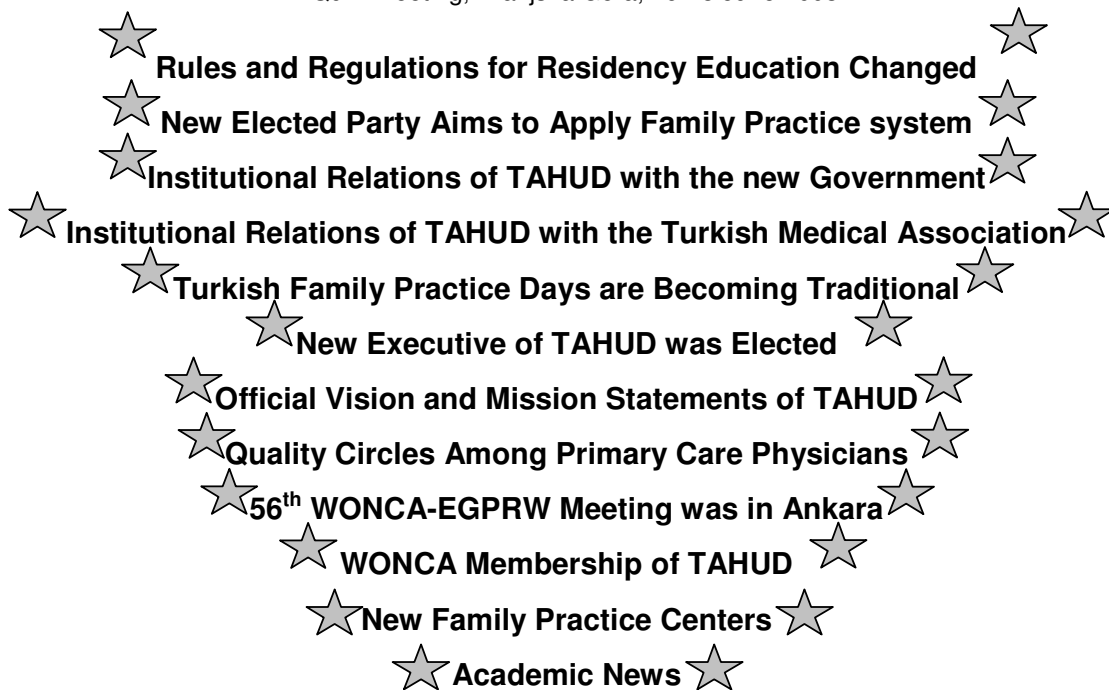 Rules and Regulations for Residency Education Changed
New Elected Party Aims to Apply Family Practice system
Institutional Relations of TAHUD with the new Government
Institutional Relations of TAHUD with the Turkish Medical Association
Turkish Family Practice Days are Becoming Traditional
New Executive of TAHUD was Elected
Official Vision and Mission Statements of TAHUD
Quality Circles Among Primary Care Physicians
56th WONCA-EGPRW Meeting was in Ankara
WONCA Membership of TAHUD
New Family Practice Centers
Academic News